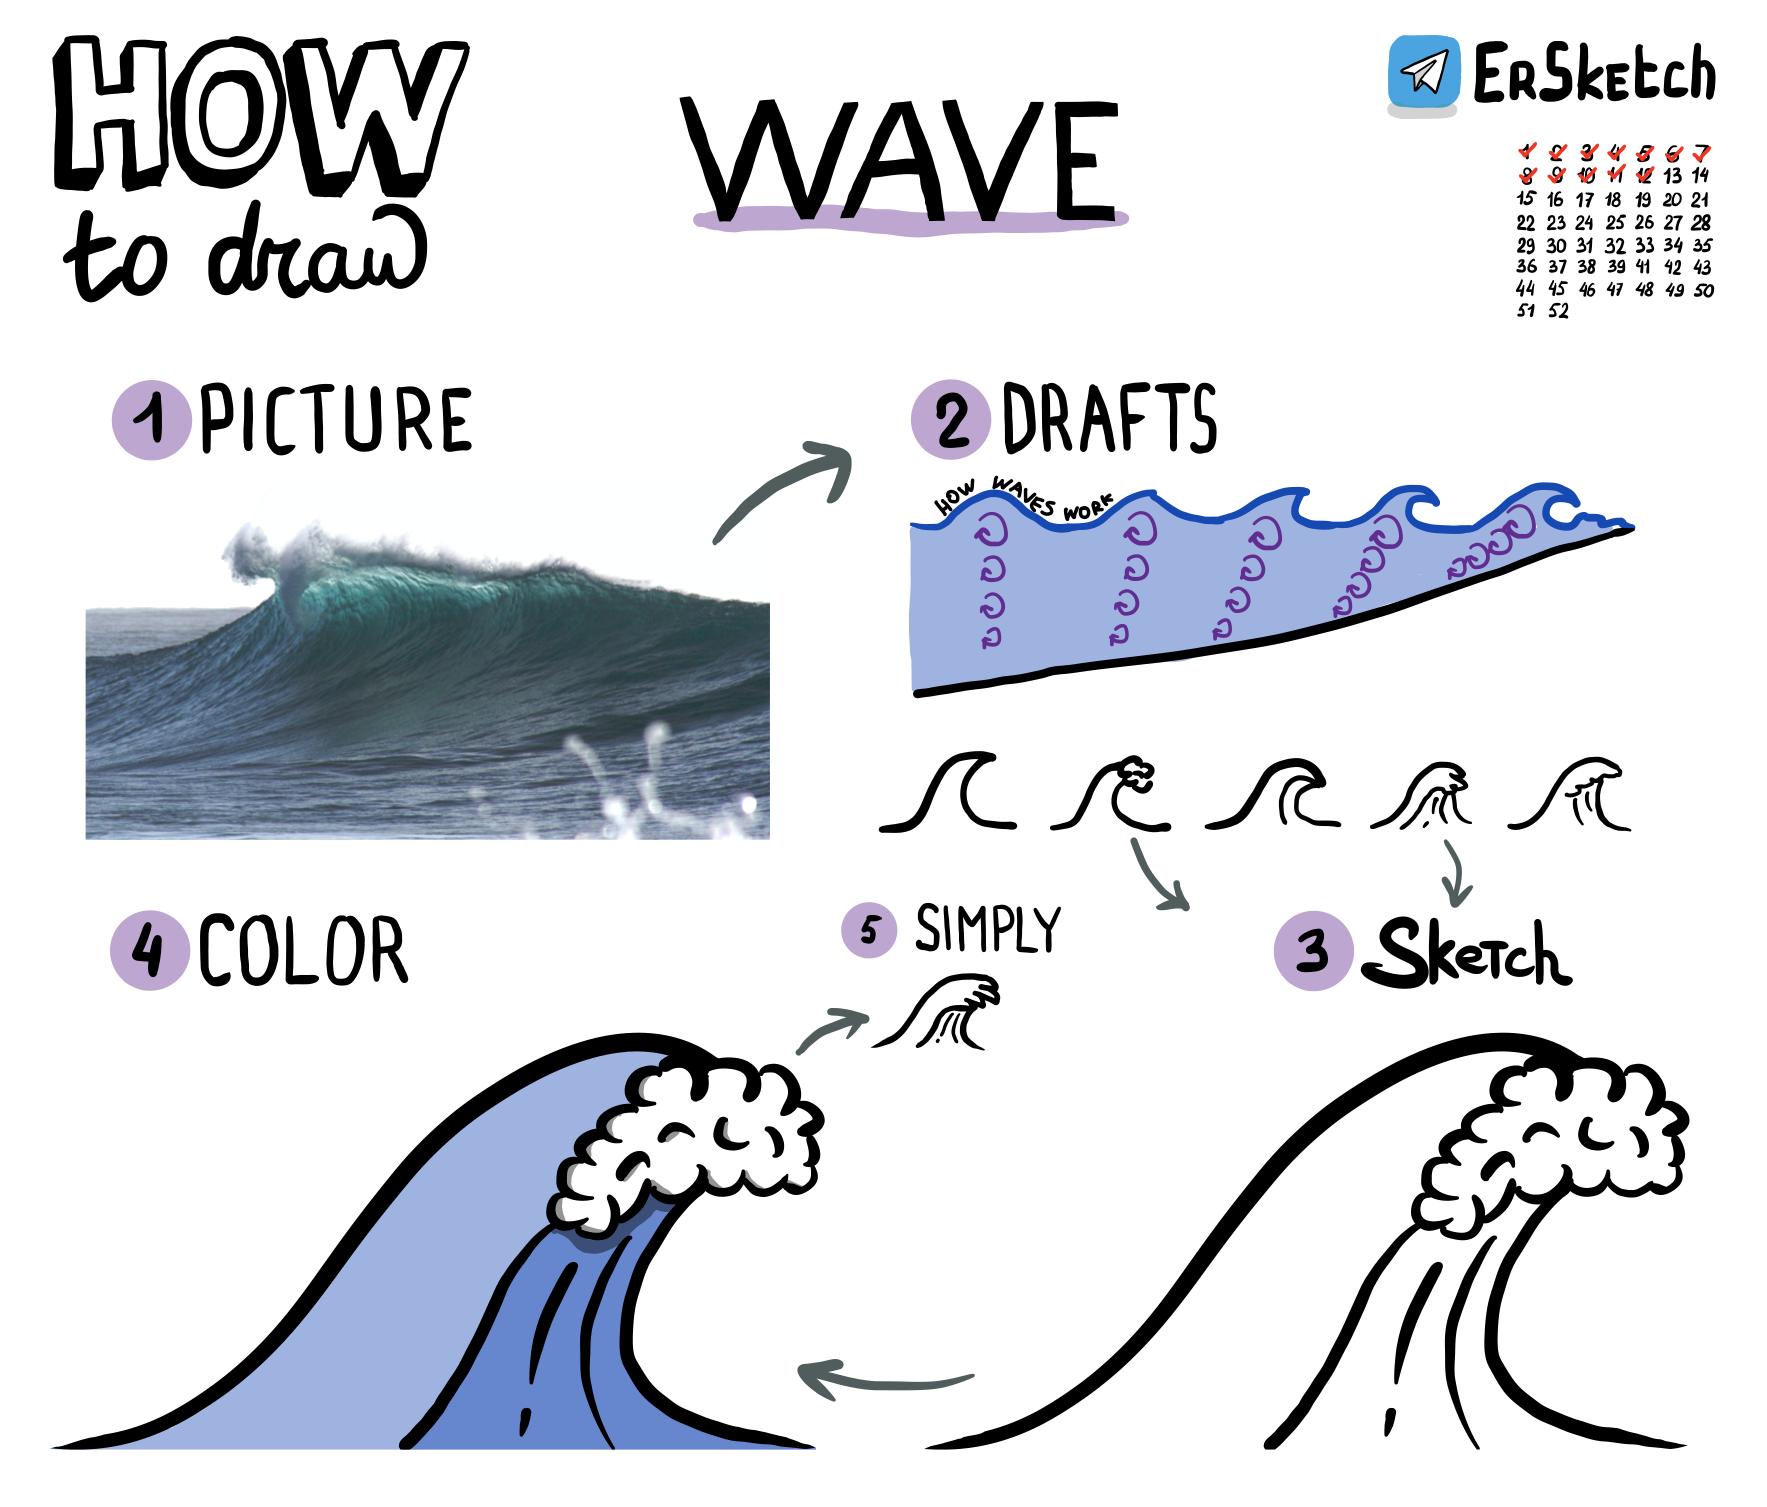 HOW
to draw
WAVE
ErSketch
1 2 3 4 5 6 7
8 9 10 11 12 13 14
15 16 17 18 19 20 21
22 23 24 25 26 27 28
29 30 31 32 33 34 35
36 37 38 39 41 42 43
44 45 46 47 48 49 50
51 52
1 PICTURE
2 DRAFTS
HOW WAVES WORK
4 COLOR
5 SIMPLY
3 Sketch